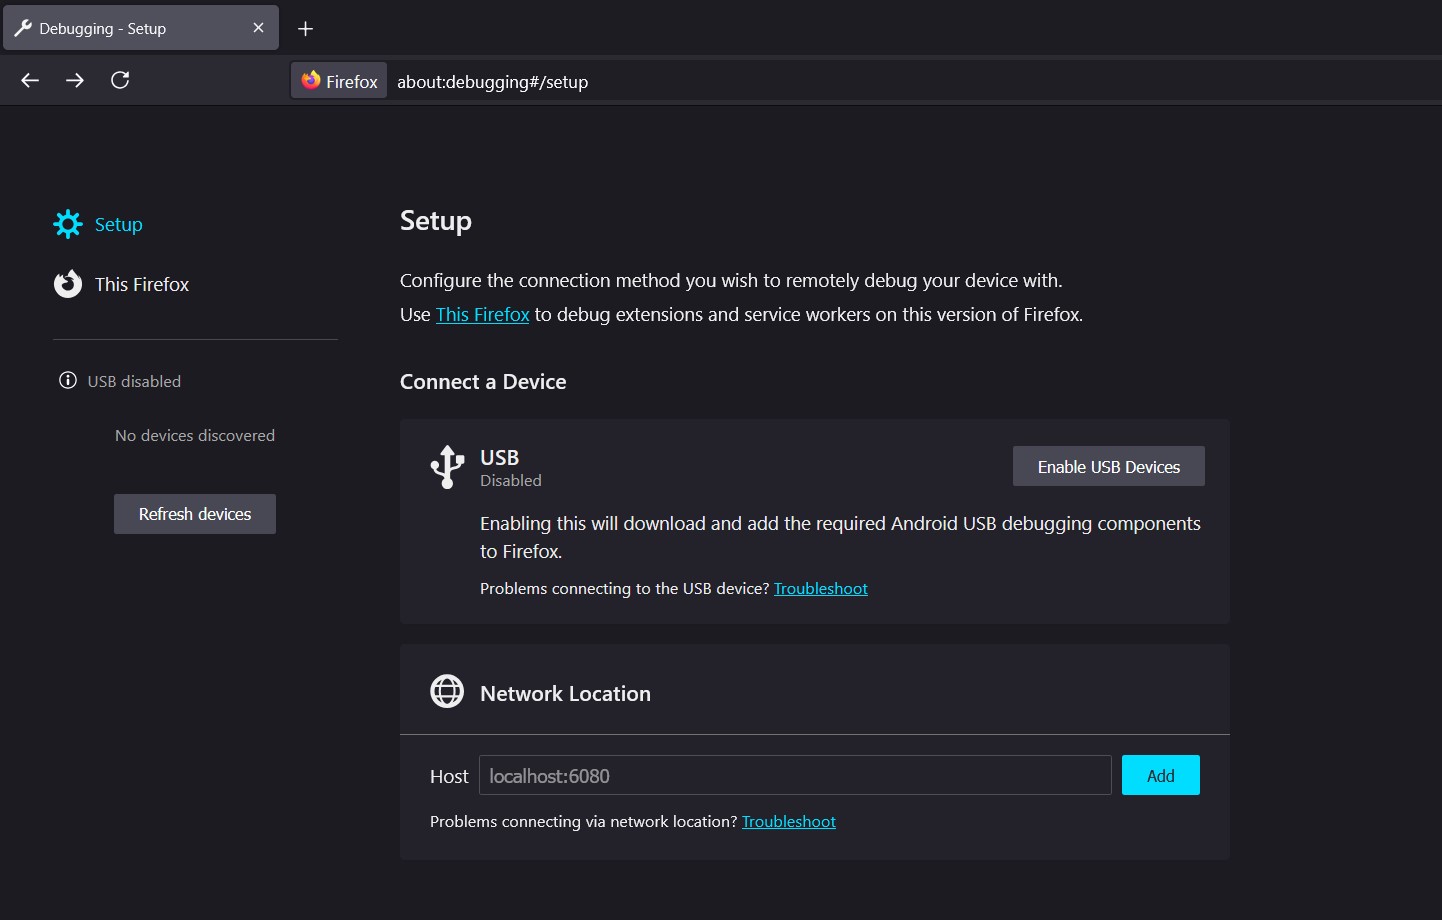 Debugging - Setup
Firefox
about:debugging#/setup
Setup
This Firefox
USB disabled
No devices discovered
Refresh devices
Setup
Configure the connection method you wish to remotely debug your device with.
Use This Firefox to debug extensions and service workers on this version of Firefox.
Connect a Device
USB
Disabled
Enable USB Devices
Enabling this will download and add the required Android USB debugging components
to Firefox.
Problems connecting to the USB device? Troubleshoot
Network Location
Host
localhost:6080
Add
Problems connecting via network location? Troubleshoot